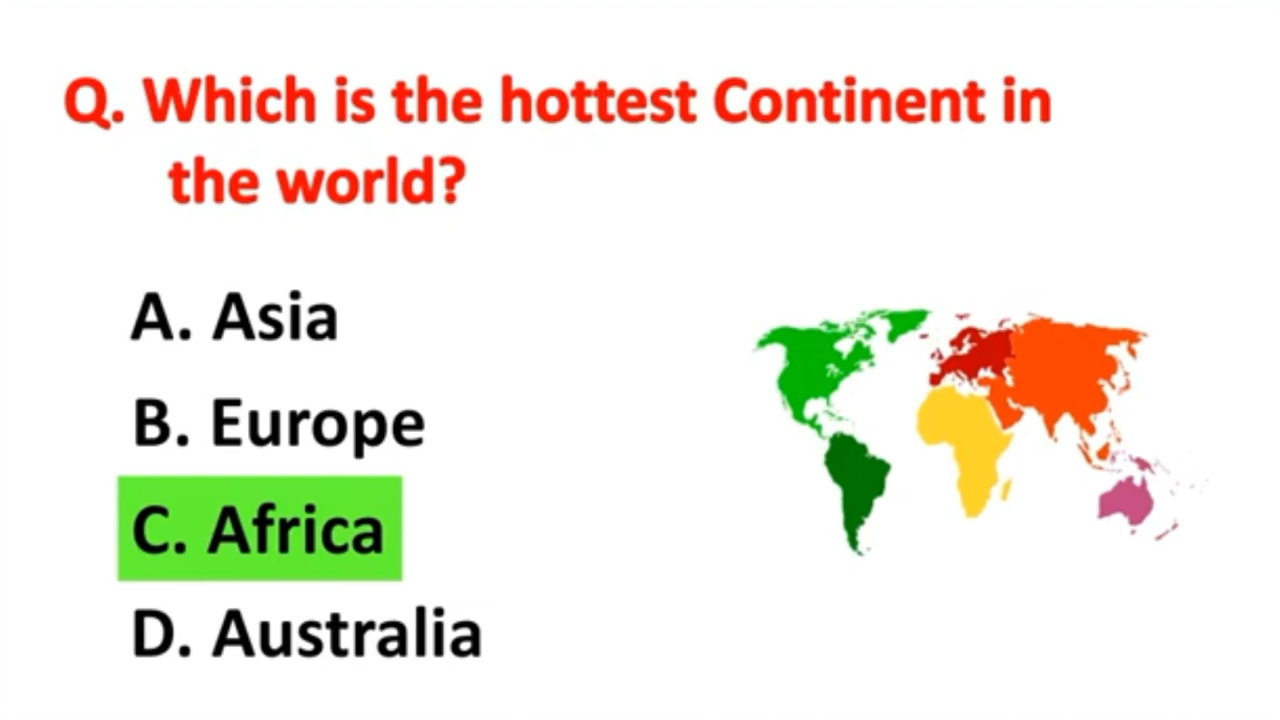 Q. Which is the hottest Continent in
the world?
A. Asia
B. Europe
C. Africa
D. Australia